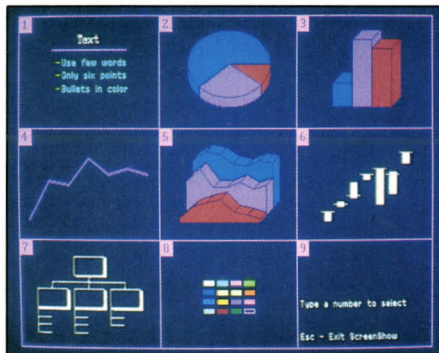 1
Text
→Use few words
→Only six points
→Bullets in color
2
3
4
5
6
7
8
9
Type a number to select
Esc - Exit ScreenShow